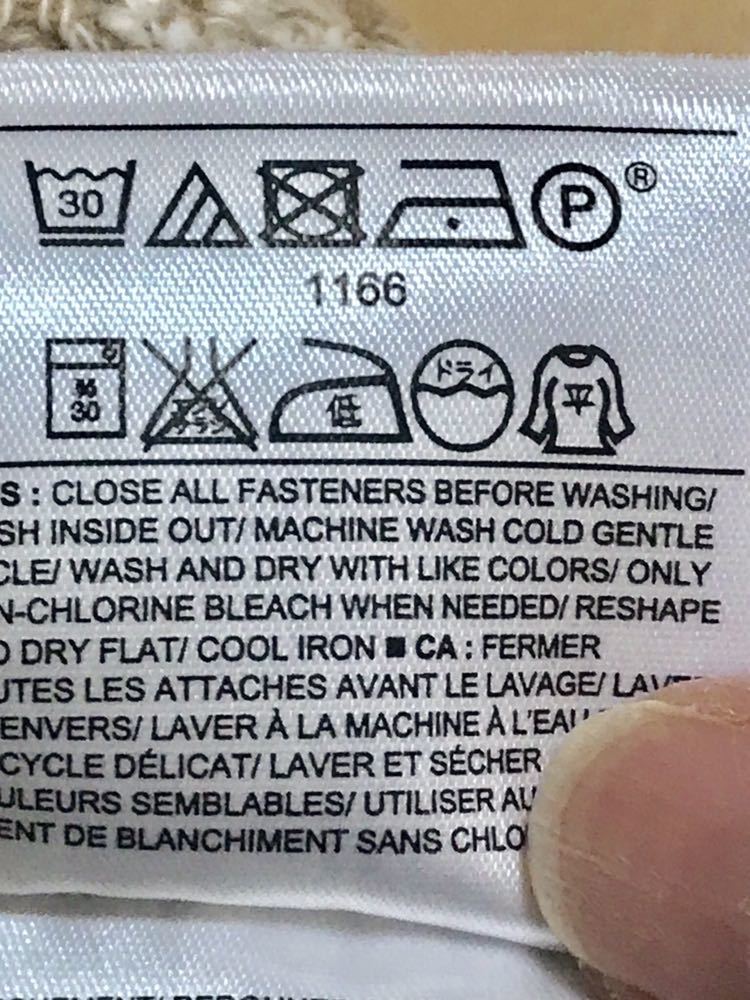 30 P ®
1166
30 低 ドライ 平
S : CLOSE ALL FASTENERS BEFORE WASHING/
SH INSIDE OUT/ MACHINE WASH COLD GENTLE
CLE/ WASH AND DRY WITH LIKE COLORS/ ONLY
N-CHLORINE BLEACH WHEN NEEDED/ RESHAPE
D DRY FLAT/ COOL IRON ■ CA : FERMER
UTES LES ATTACHES AVANT LE LAVAGE/ LAV
ENVERS/ LAVER À LA MACHINE À L'EAU
CYCLE DÉLICAT/ LAVER ET SÉCHER
ULEURS SEMBLABLES/ UTILISER AU
ENT DE BLANCHIMENT SANS CHLO